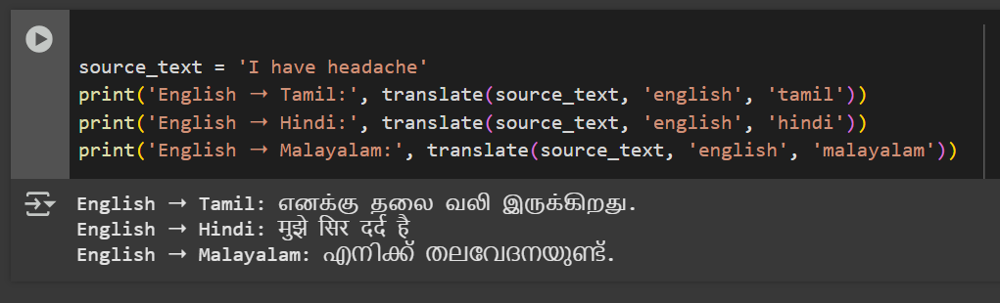 source_text = 'I have headache'
print('English → Tamil:', translate(source_text, 'english', 'tamil'))
print('English → Hindi:', translate(source_text, 'english', 'hindi'))
print('English → Malayalam:', translate(source_text, 'english', 'malayalam'))
English → Tamil: எனக்கு தலை வலி இருக்கிறது.
English → Hindi: मुझे सिर दर्द है
English → Malayalam: എനിക്ക് തലവേദനയുണ്ട്.